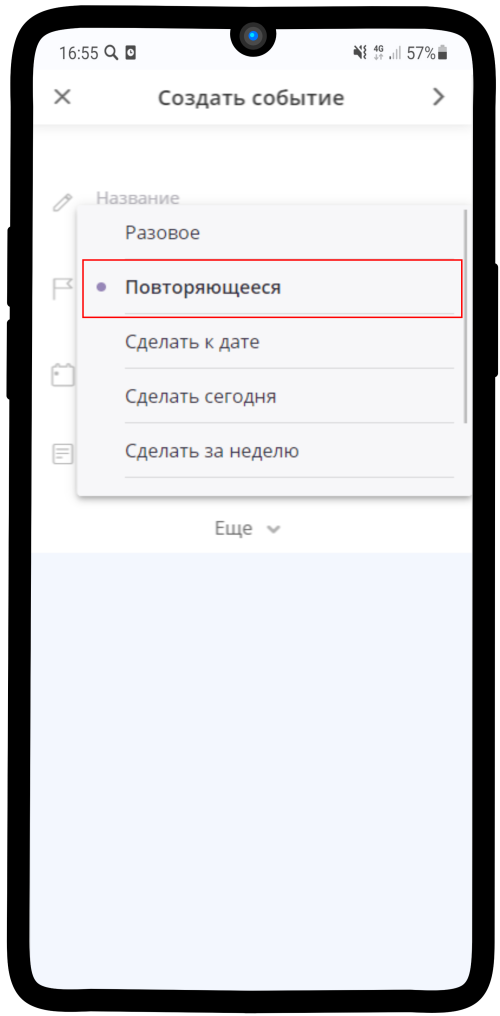 16:55 4G 57%
Создать событие
Название
Разовое
Повторяющееся
Сделать к дате
Сделать сегодня
Сделать за неделю
Еще